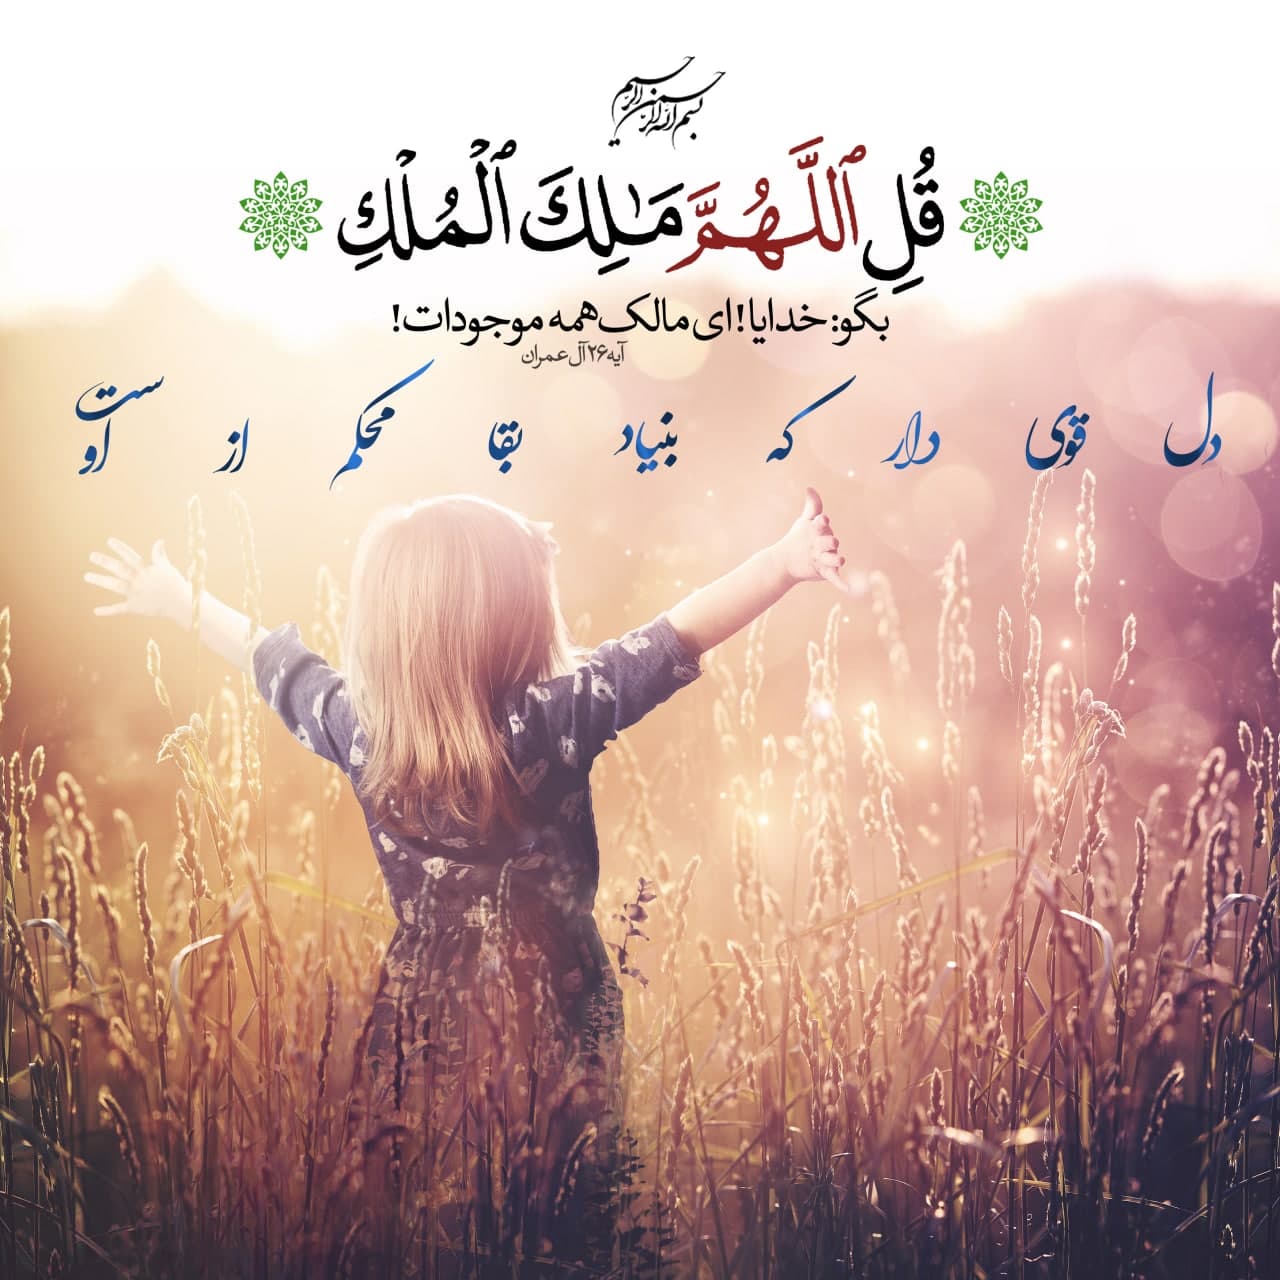 بسم الله الرحمن الرحیم
قُلِ ٱللَّهُمَّ مَـٰلِكَ ٱلْمُلْكِ
بگو: خدایا! ای مالک همه موجودات!
آیه ۲۶ آل عمران
دل قوی دار که بنیاد بقا محکم از اوست